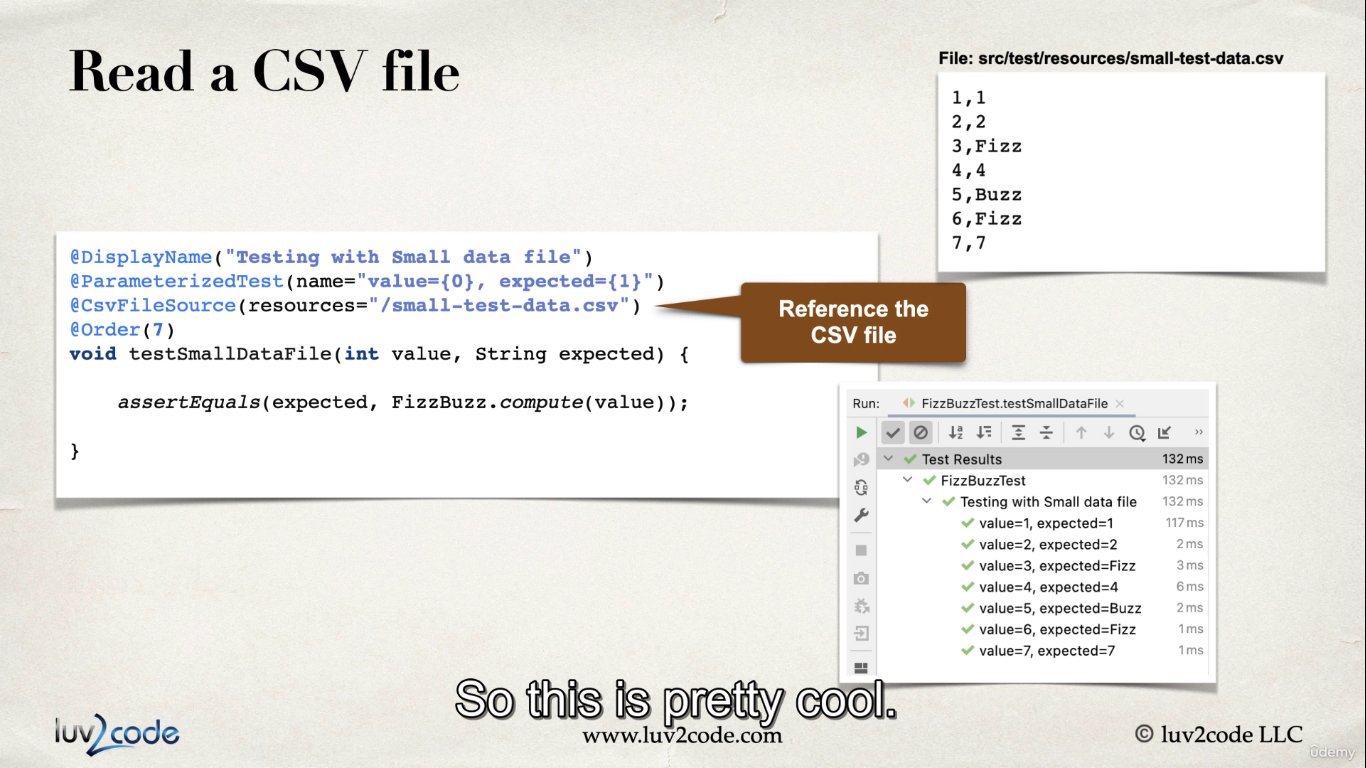 Read a CSV file
File: src/test/resources/small-test-data.csv
1,1
2,2
3,Fizz
4,4
5,Buzz
6,Fizz
7,7
@DisplayName("Testing with Small data file")
@ParameterizedTest(name="value={0}, expected={1}")
@CsvFileSource(resources="/small-test-data.csv")
@Order(7)
void testSmallDataFile(int value, String expected) {
assertEquals(expected, FizzBuzz.compute(value));
}
Reference the
CSV file
Run: FizzBuzzTest.testSmallDataFile
Test Results 132 ms
FizzBuzzTest 132 ms
Testing with Small data file 132 ms
value=1, expected=1 117 ms
value=2, expected=2 2 ms
value=3, expected=Fizz 3 ms
value=4, expected=4 6 ms
value=5, expected=Buzz 2 ms
value=6, expected=Fizz 1 ms
value=7, expected=7 1 ms
So this is pretty cool.
luv2code
www.luv2code.com
© luv2code LLC
ûdemy